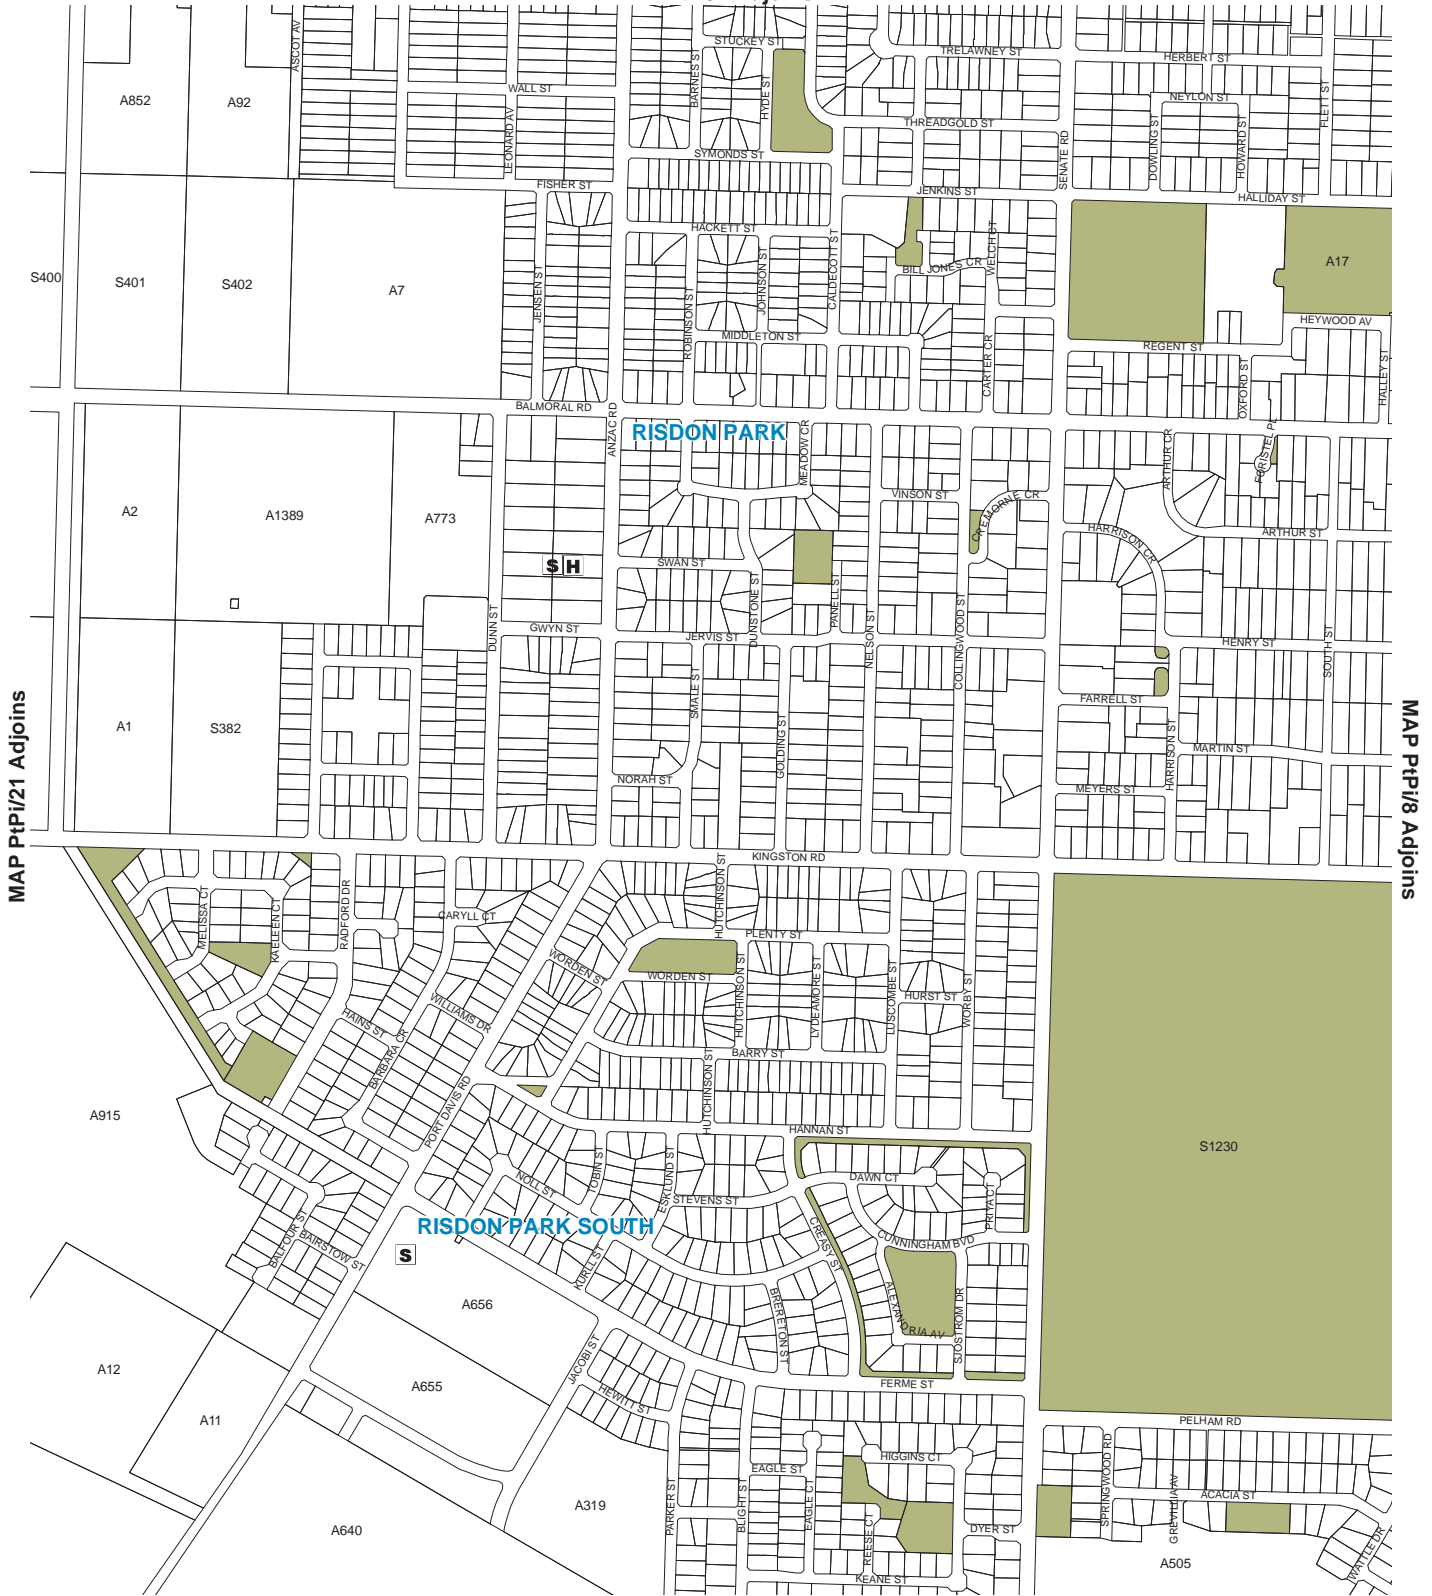 STUCKEY ST
TRELAWNEY ST
HERBERT ST
ASCOT AV
BARNES ST
HYDE ST
WALL ST
NEYLON ST
FLETT ST
A852
A92
LEONARD AV
THREADGOLD ST
SENATE RD
DOWLING ST
HOWARD ST
SYMONDS ST
FISHER ST
JENKINS ST
HALLIDAY ST
HACKETT ST
S400
S401
S402
A7
JENSEN ST
ROBINSON ST
JOHNSON ST
CALDECOTT ST
BILL JONES CR
WELCH CT
A17
HEYWOOD AV
MIDDLETON ST
CARTER CR
REGENT ST
OXFORD ST
HALLEY ST
BALMORAL RD
ANZAC RD
RISDON PARK
MEADOW CR
ARTHUR CR
FORISTEL PL
VINSON ST
CREMORNE CR
A2
A1389
A773
HARRISON CR
ARTHUR ST
SWAN ST
S H
DUNSTONE ST
PANELL ST
DUNN ST
GWYN ST
JERVIS ST
NELSON ST
COLLINGWOOD ST
HENRY ST
SOUTH ST
SMALE ST
FARRELL ST
A1
S382
GOLDING ST
HARRISON ST
MARTIN ST
NORAH ST
MEYERS ST
MAP PtPi/21 Adjoins
MAP PtPi/8 Adjoins
KINGSTON RD
HUTCHINSON ST
MELISSA CT
KAELEEN CT
RADFORD DR
CARYLL CT
PLENTY ST
WORDEN ST
WORDEN ST
HUTCHINSON ST
LYDEAMORE ST
LUSCOMBE ST
HURST ST
WORBY ST
WILLIAMS DR
HAINS ST
BARBARA CR
BARRY ST
PORT DAVIS RD
HUTCHINSON ST
A915
HANNAN ST
S1230
TOBIN ST
ESKLUND ST
NOLL ST
STEVENS ST
DAWN CT
PRIYA CT
RISDON PARK SOUTH
CREASY ST
CUNNINGHAM BVD
BALFOUR ST
BAIRSTOW ST
S
KURLL ST
ALEXANDRIA AV
SJOSTROM DR
BRERETON ST
A656
A12
A655
JACOBI ST
HEWITT ST
FERME ST
A11
PELHAM RD
EAGLE ST
HIGGINS CT
SPRINGWOOD RD
GREVILLIA AV
ACACIA ST
A319
PARKER ST
BLIGHT ST
EAGLE CT
REESE CT
DYER ST
A640
A505
WATTLE DR
KEANE ST